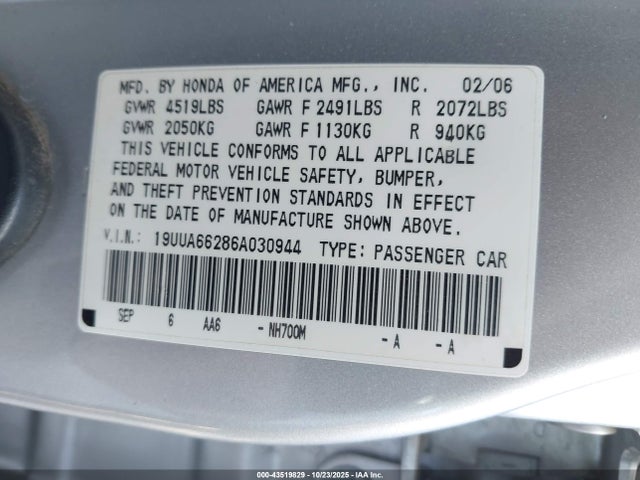 MFD. BY HONDA OF AMERICA MFG., INC. 02/06
GVWR 4519LBS GAWR F 2491LBS R 2072LBS
GVWR 2050KG GAWR F 1130KG R 940KG
THIS VEHICLE CONFORMS TO ALL APPLICABLE
FEDERAL MOTOR VEHICLE SAFETY, BUMPER,
AND THEFT PREVENTION STANDARDS IN EFFECT
ON THE DATE OF MANUFACTURE SHOWN ABOVE.
V.I.N.: 19UUA66286A030944 TYPE: PASSENGER CAR
SEP 6 AA6 - NH700M - A - A
000-43519829 - 10/23/2025 - IAAI, Inc.